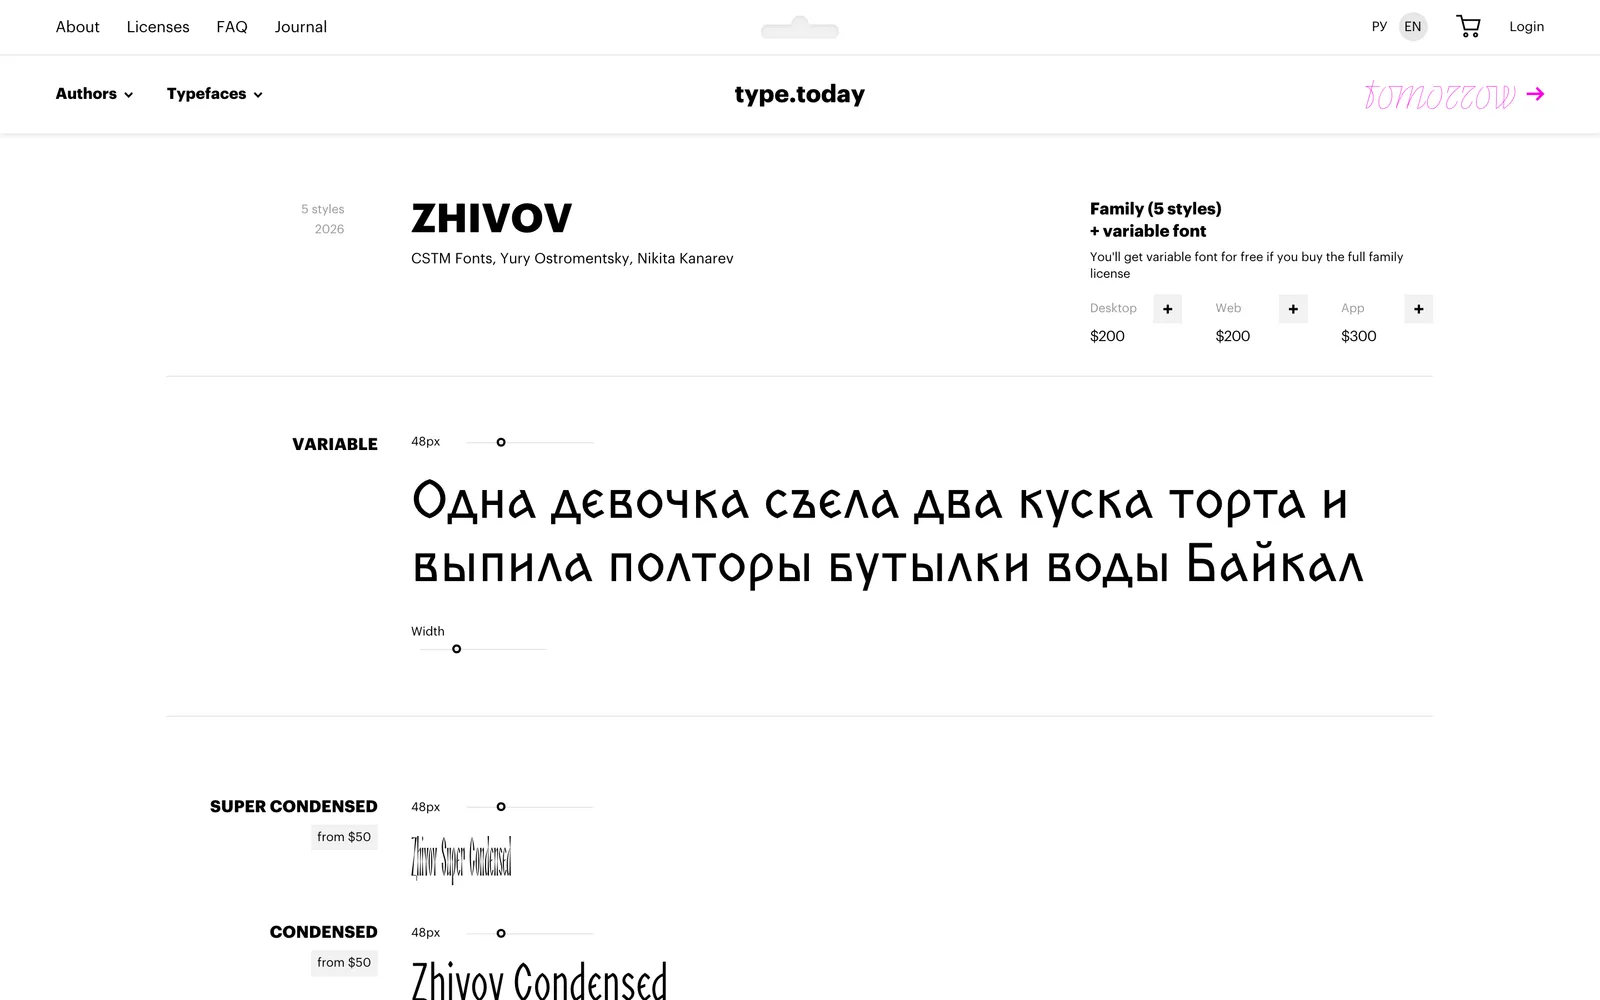 About Licenses FAQ Journal
РУ EN Login
Authors Typefaces
type.today
tomorrow →
5 styles
2026
ZHIVOV
CSTM Fonts, Yury Ostromentsky, Nikita Kanarev
Family (5 styles)
+ variable font
You'll get variable font for free if you buy the full family
license
Desktop + Web + App +
$200 $200 $300
VARIABLE
48px
Одна девочка съела два куска торта и
выпила полторы бутылки воды Байкал
Width
SUPER CONDENSED
48px
from $50
Zhivov Super Condensed
CONDENSED
48px
from $50
Zhivov Condensed